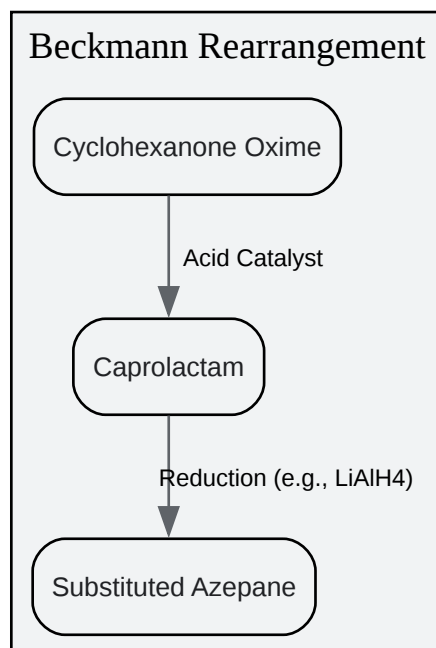 Beckmann Rearrangement
Cyclohexanone Oxime
Acid Catalyst
Caprolactam
Reduction (e.g., LiAlH4)
Substituted Azepane